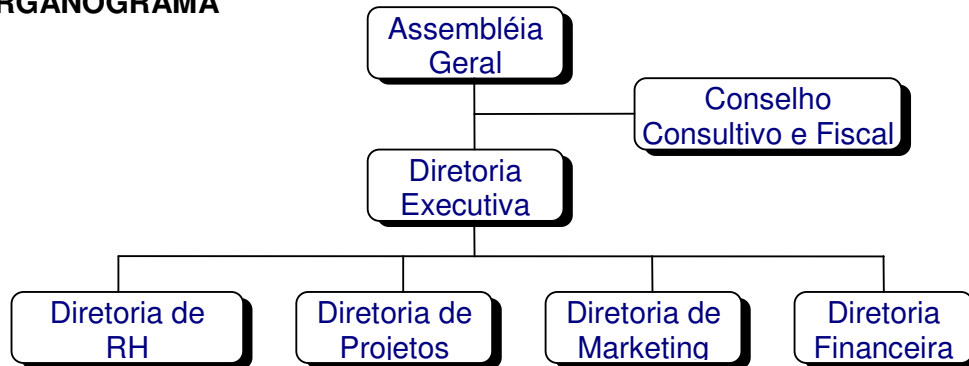 RGANOGRAMA
Assembléia
Geral
Conselho
Consultivo e Fiscal
Diretoria
Executiva
Diretoria de
RH
Diretoria de
Projetos
Diretoria de
Marketing
Diretoria
Financeira